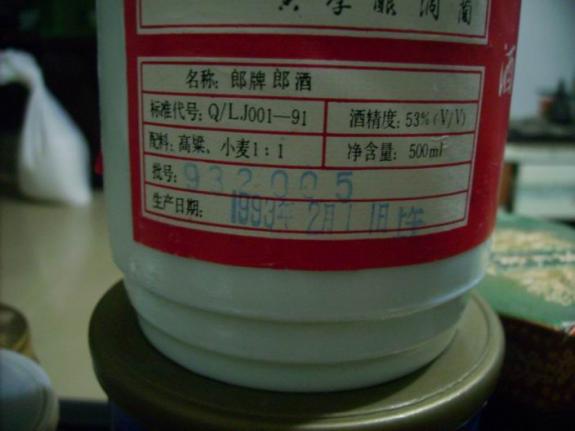 酒
名称: 郎牌郎酒
标准代号: Q/LJ001—91 酒精度: 53% (V/V)
配料: 高粱、小麦1:1 净含量: 500ml
批号: 932005
生产日期: 1993年 2月1日